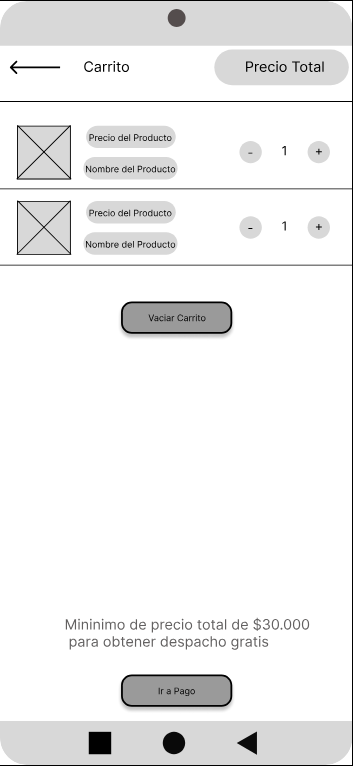 Carrito
Precio Total
Precio del Producto
Nombre del Producto
- 1 +
Precio del Producto
Nombre del Producto
- 1 +
Vaciar Carrito
Mininimo de precio total de $30.000
para obtener despacho gratis
Ir a Pago